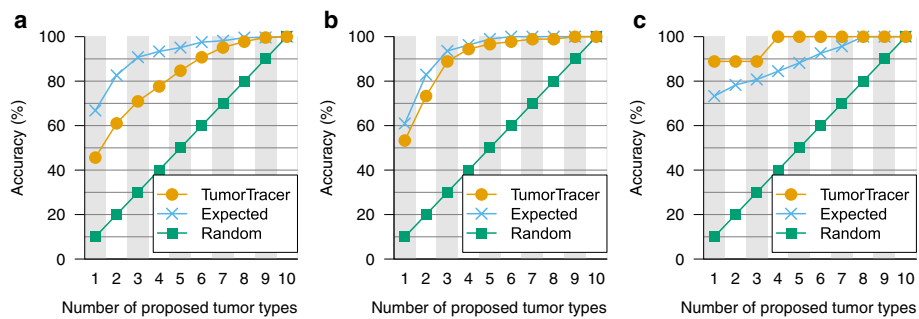 a
Accuracy (%)
100
80
60
40
20
0
TumorTracer
Expected
Random
1 2 3 4 5 6 7 8 9 10
Number of proposed tumor types
b
Accuracy (%)
100
80
60
40
20
0
TumorTracer
Expected
Random
1 2 3 4 5 6 7 8 9 10
Number of proposed tumor types
c
Accuracy (%)
100
80
60
40
20
0
TumorTracer
Expected
Random
1 2 3 4 5 6 7 8 9 10
Number of proposed tumor types